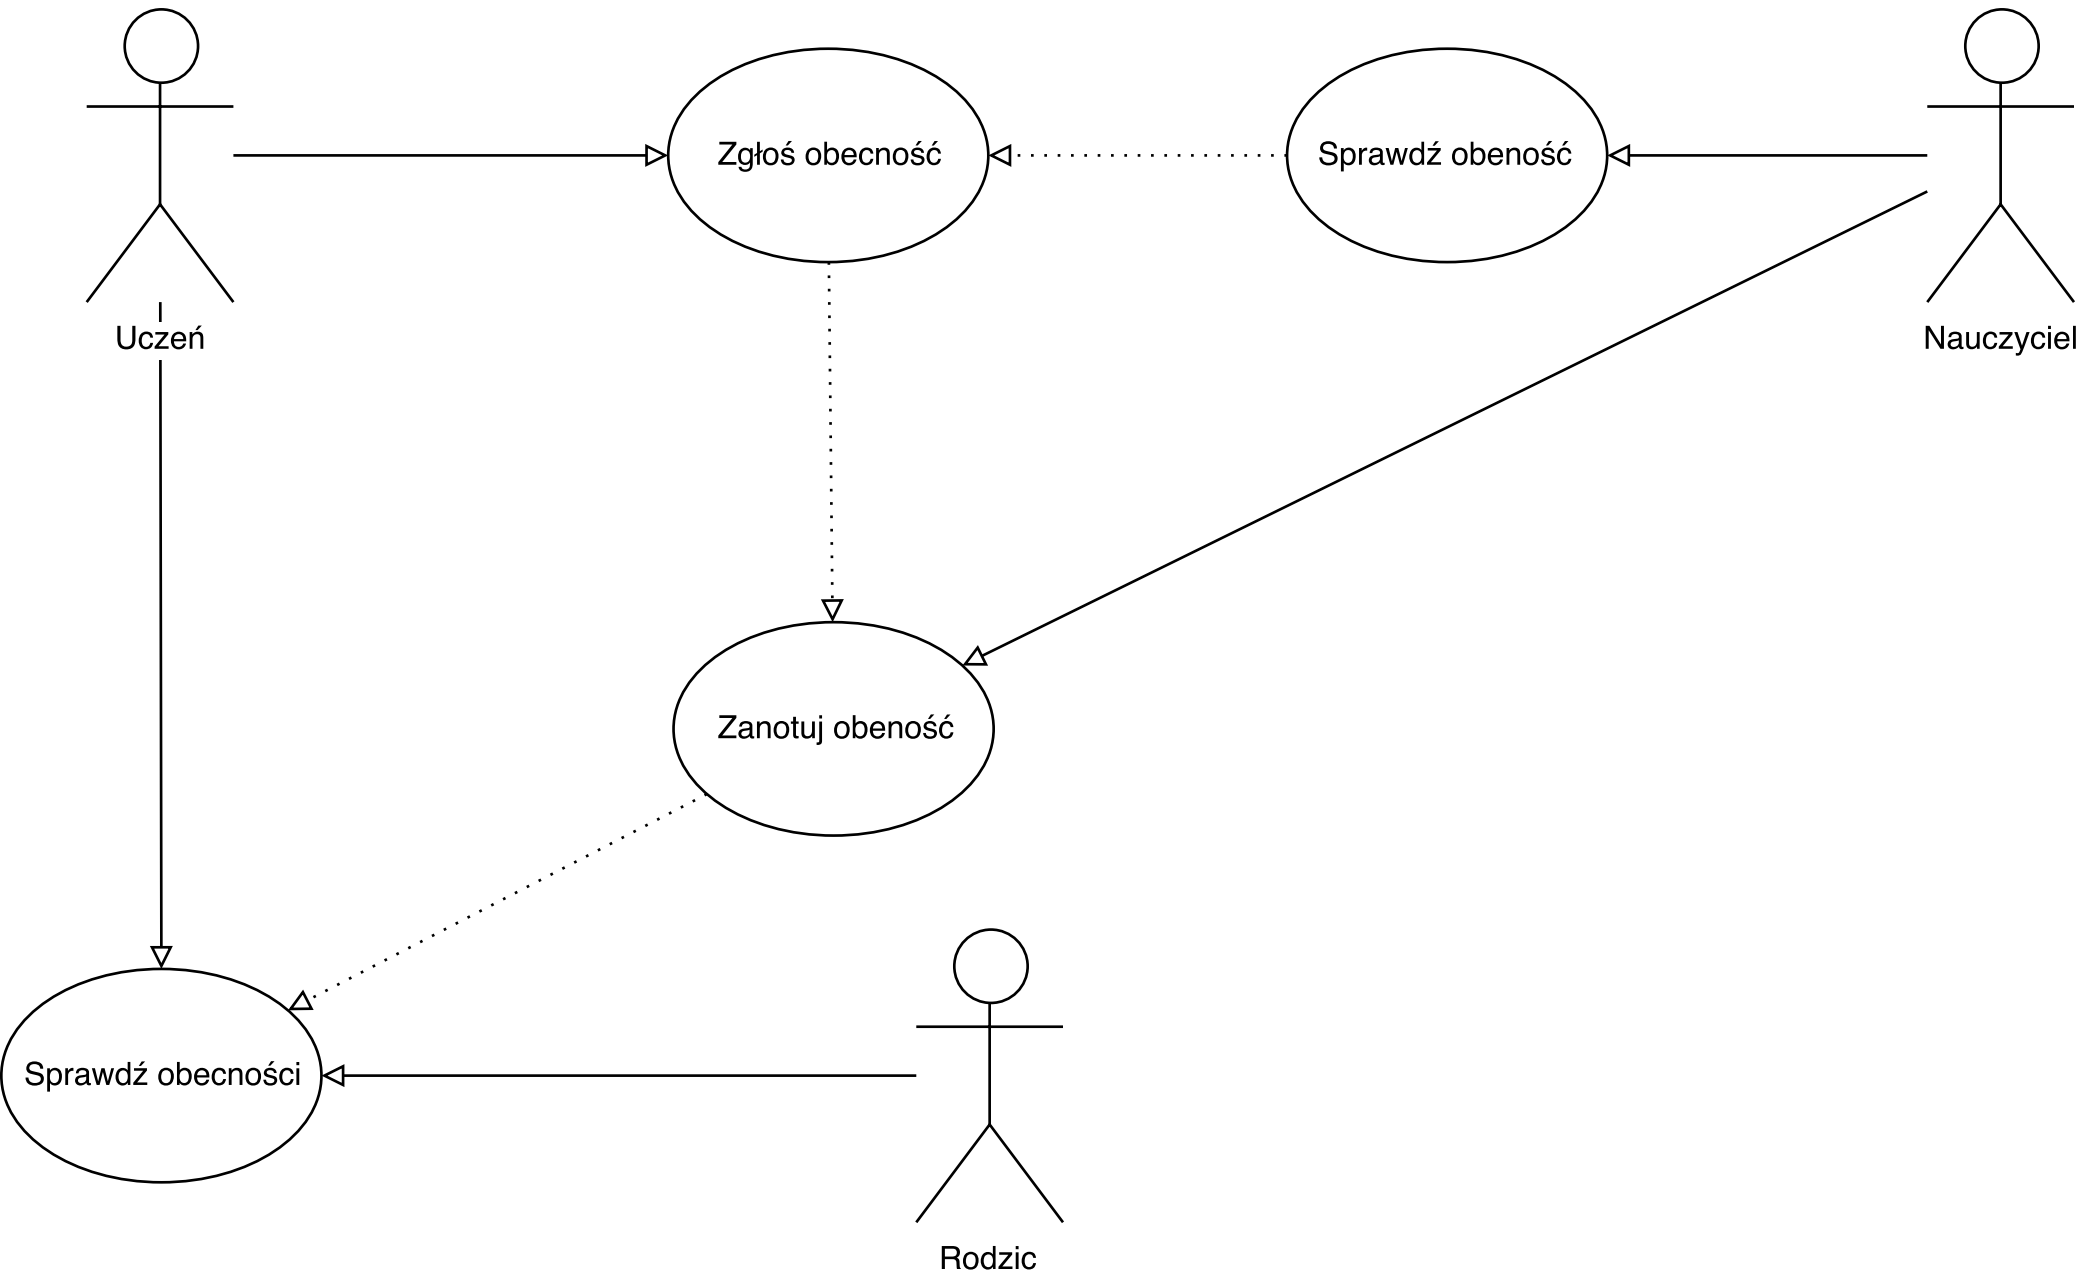 Zgłoś obecność
Sprawdź obeność
Uczeń
Nauczyciel
Zanotuj obeność
Sprawdź obecności
Rodzic